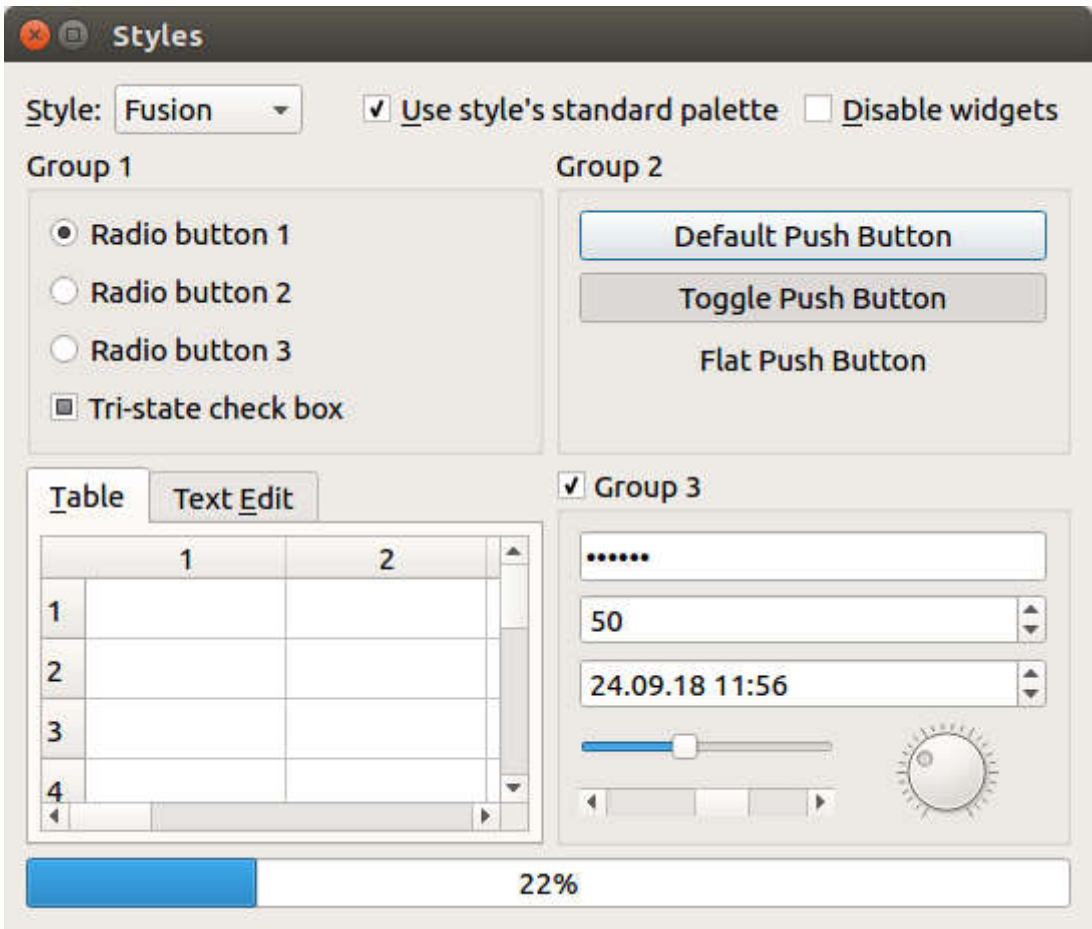 Styles
Style: Fusion Use style's standard palette Disable widgets
Group 1
Radio button 1
Radio button 2
Radio button 3
Tri-state check box
Group 2
Default Push Button
Toggle Push Button
Flat Push Button
Table Text Edit
1 2
1
2
3
4
Group 3
••••••
50
24.09.18 11:56
22%